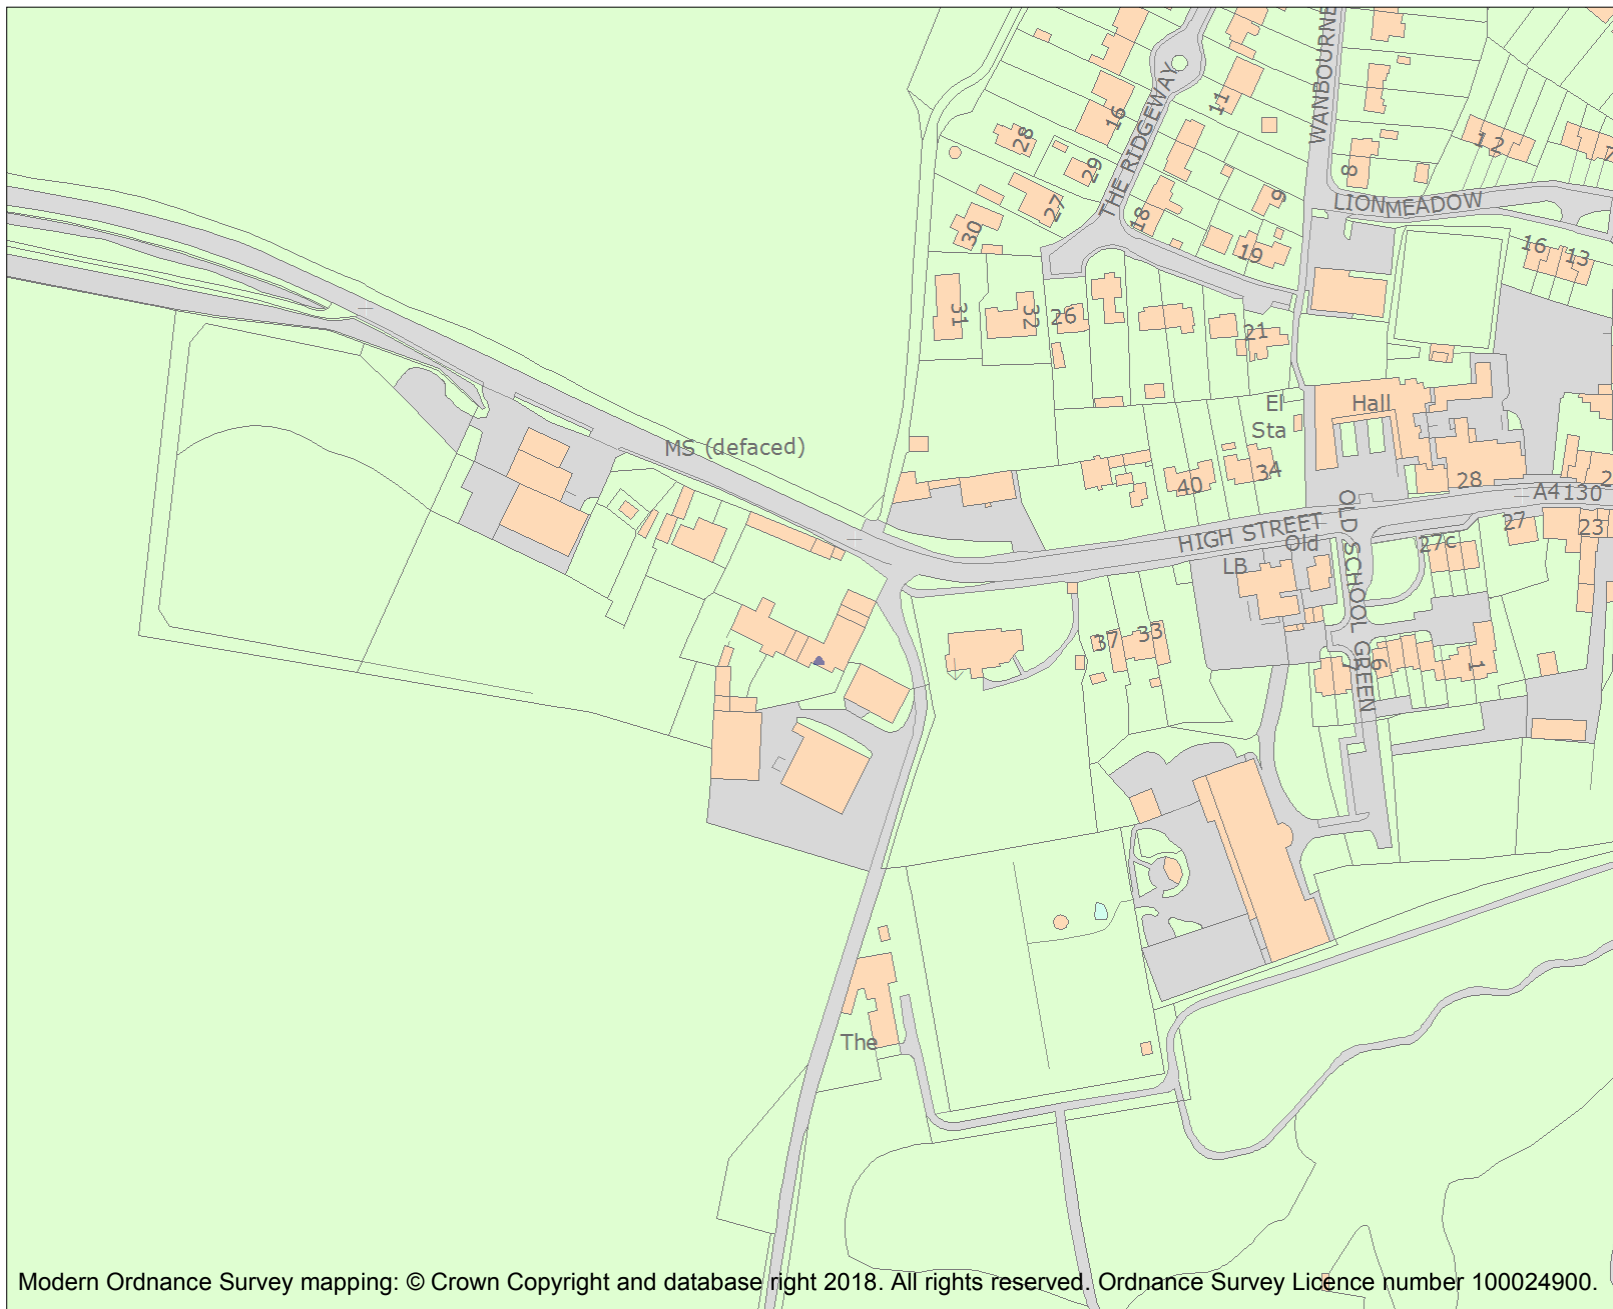 WANBOURNE
THE RIDGEWAY
11
16
28
29
27
30
18
9
19
8
12
LIONMEADOW
16
13
31
32
26
21
El
Sta
Hall
MS (defaced)
40
34
28
A4130
HIGH STREET
Old
LB
OLD SCHOOL GREEN
27
23
27c
37
33
7
6
1
The
Modern Ordnance Survey mapping: © Crown Copyright and database right 2018. All rights reserved. Ordnance Survey Licence number 100024900.